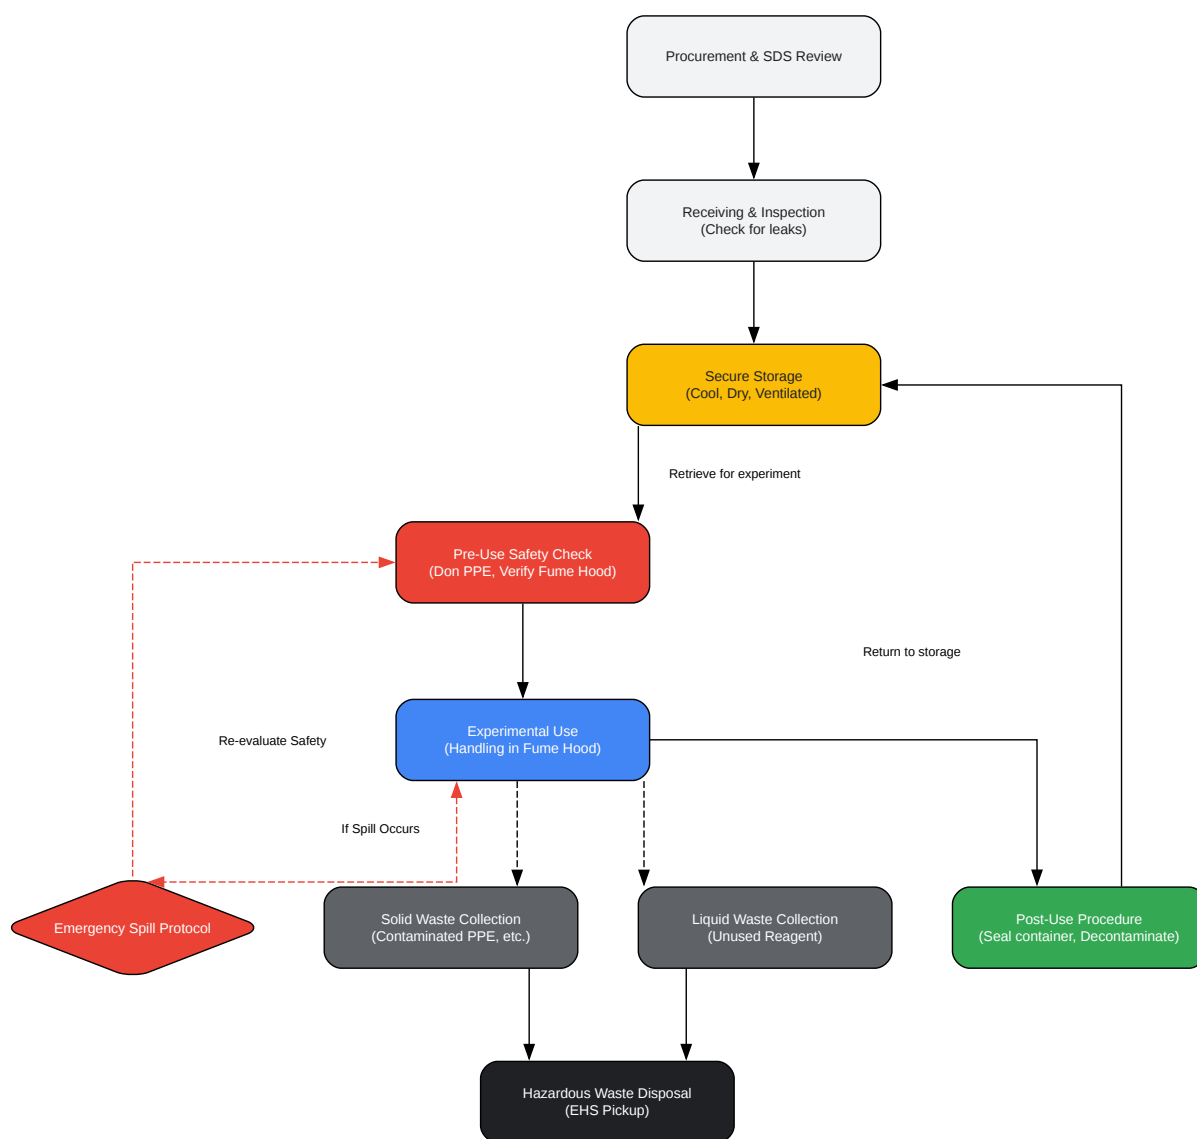 Procurement & SDS Review
Receiving & Inspection
(Check for leaks)
Secure Storage
(Cool, Dry, Ventilated)
Retrieve for experiment
Pre-Use Safety Check
(Don PPE, Verify Fume Hood)
Return to storage
Experimental Use
(Handling in Fume Hood)
Re-evaluate Safety
If Spill Occurs
Emergency Spill Protocol
Solid Waste Collection
(Contaminated PPE, etc.)
Liquid Waste Collection
(Unused Reagent)
Post-Use Procedure
(Seal container, Decontaminate)
Hazardous Waste Disposal
(EHS Pickup)